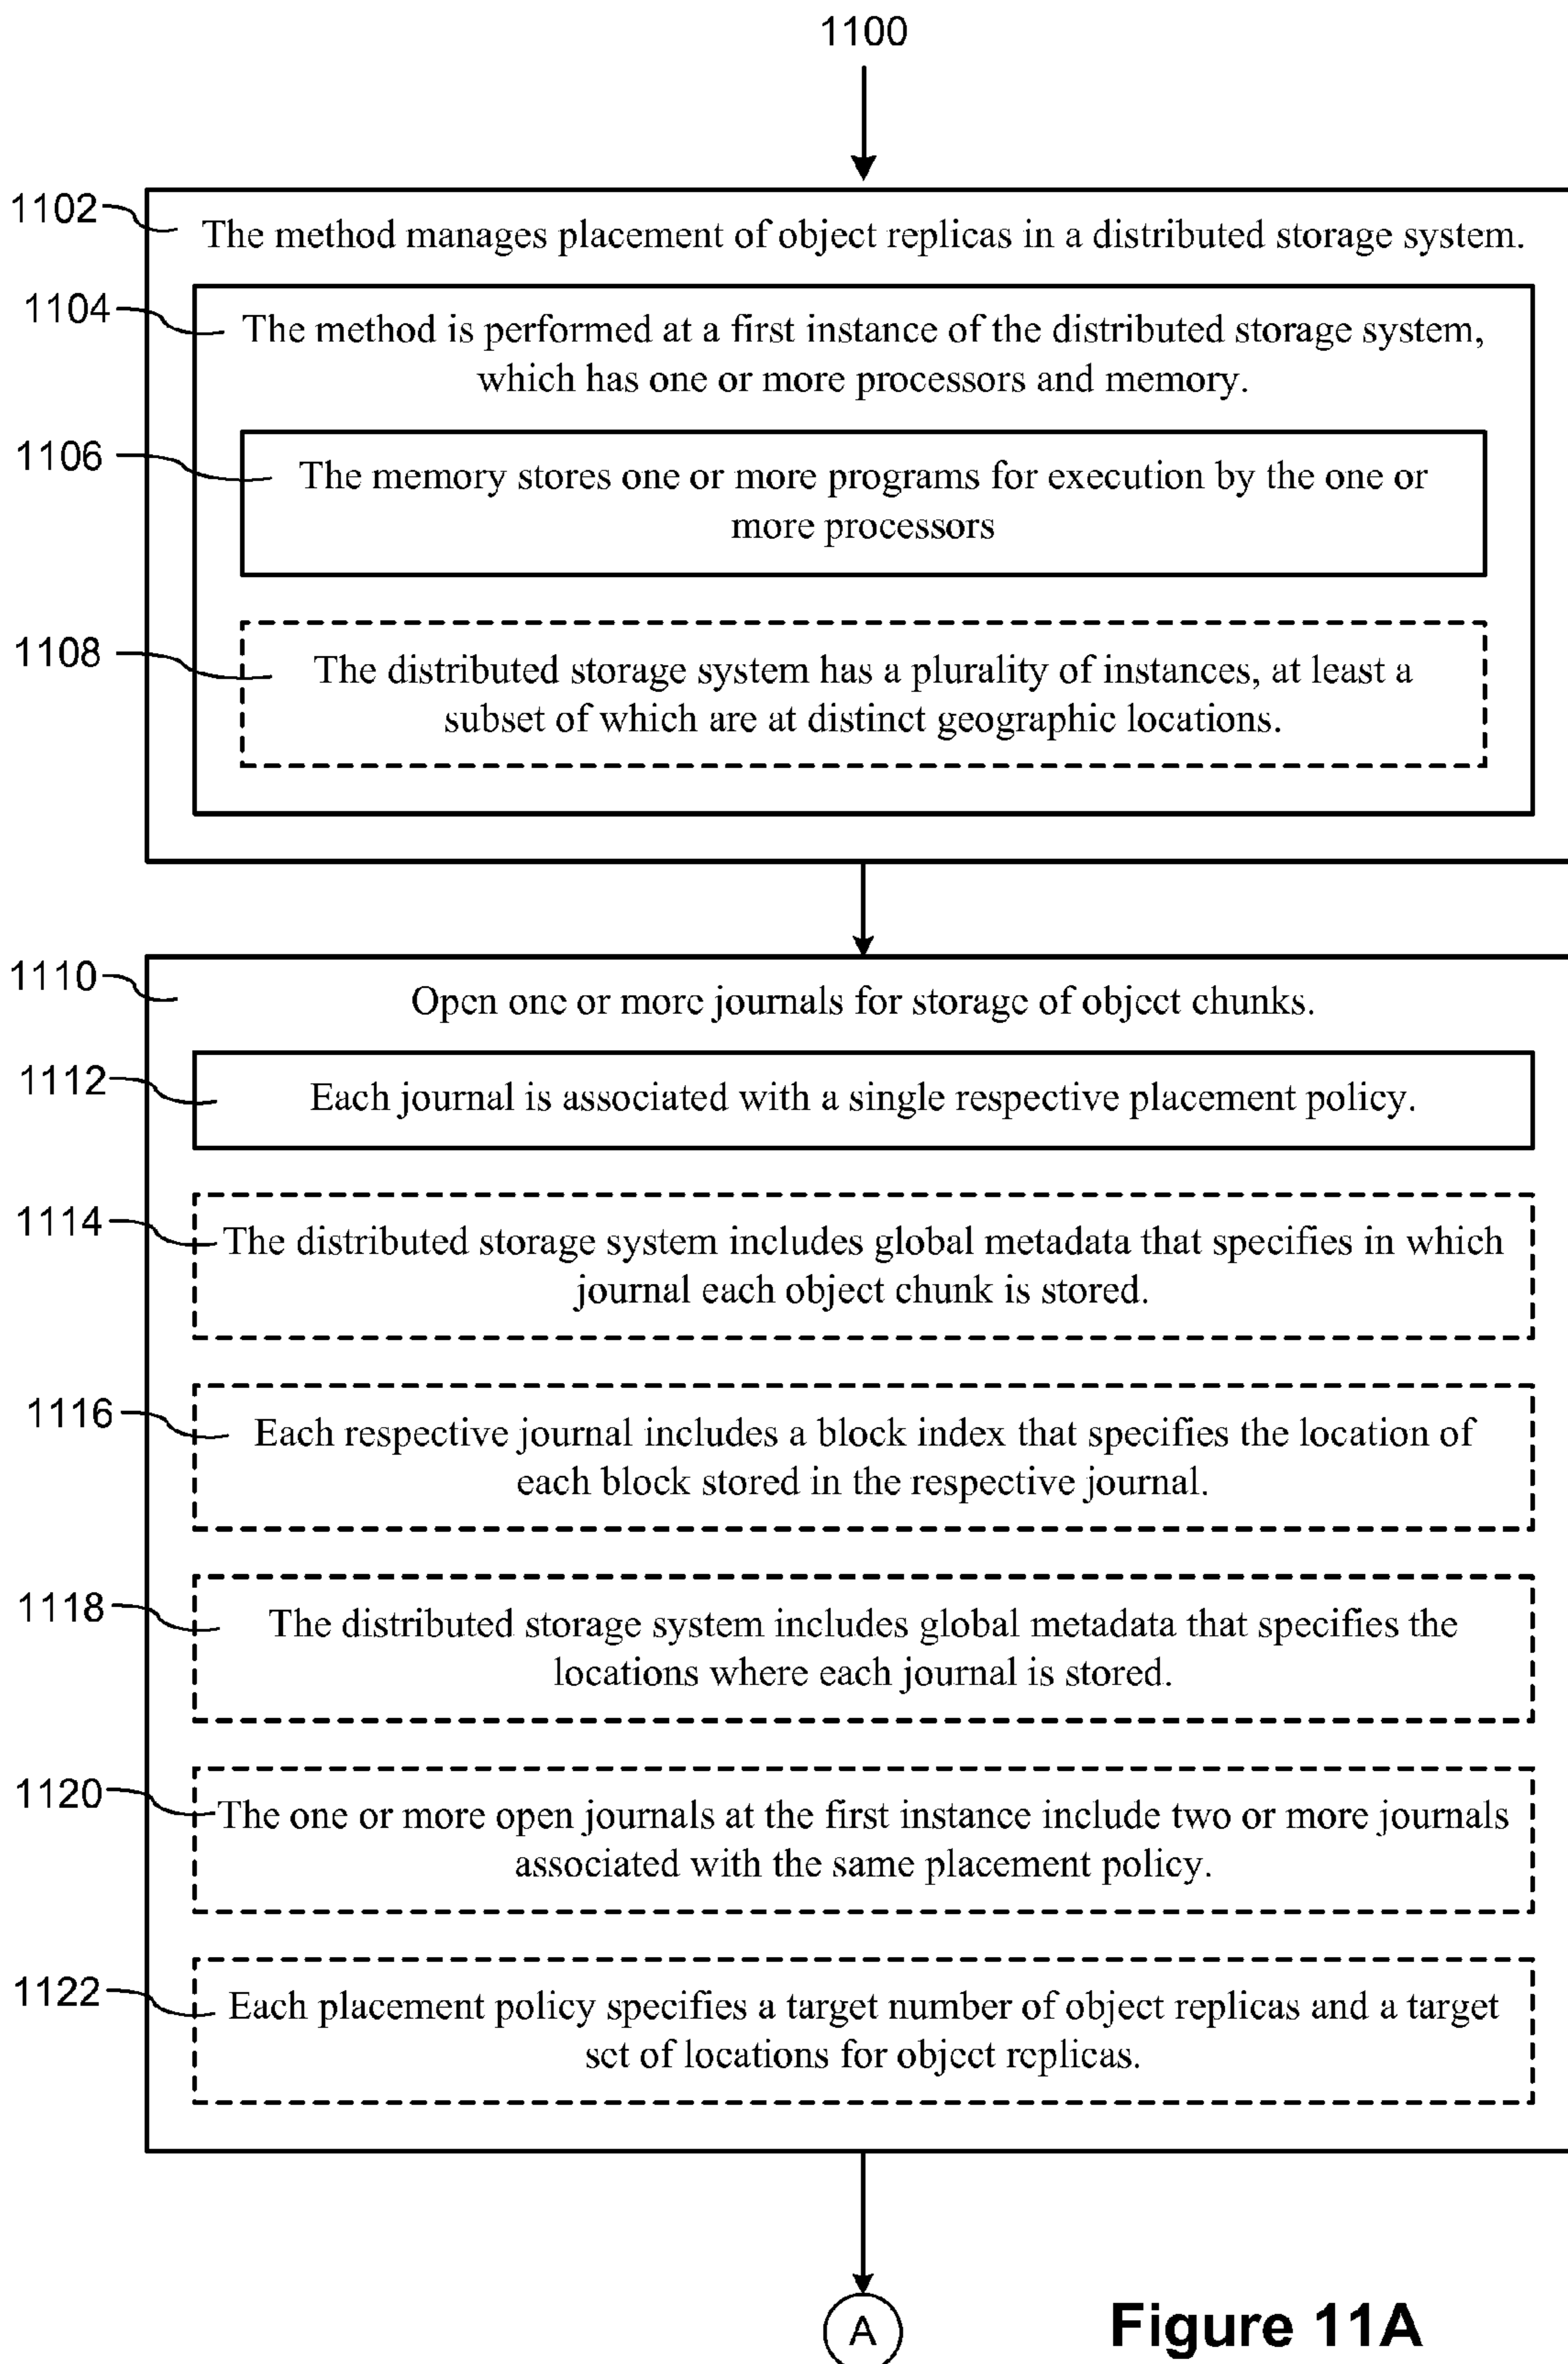 1100
1102
The method manages placement of object replicas in a distributed storage system.
1104
The method is performed at a first instance of the distributed storage system,
which has one or more processors and memory.
1106
The memory stores one or more programs for execution by the one or
more processors
1108
The distributed storage system has a plurality of instances, at least a
subset of which are at distinct geographic locations.
1110
Open one or more journals for storage of object chunks.
1112
Each journal is associated with a single respective placement policy.
1114
The distributed storage system includes global metadata that specifies in which
journal each object chunk is stored.
1116
Each respective journal includes a block index that specifies the location of
each block stored in the respective journal.
1118
The distributed storage system includes global metadata that specifies the
locations where each journal is stored.
1120
The one or more open journals at the first instance include two or more journals
associated with the same placement policy.
1122
Each placement policy specifies a target number of object replicas and a target
set of locations for object replicas.
A
Figure 11A